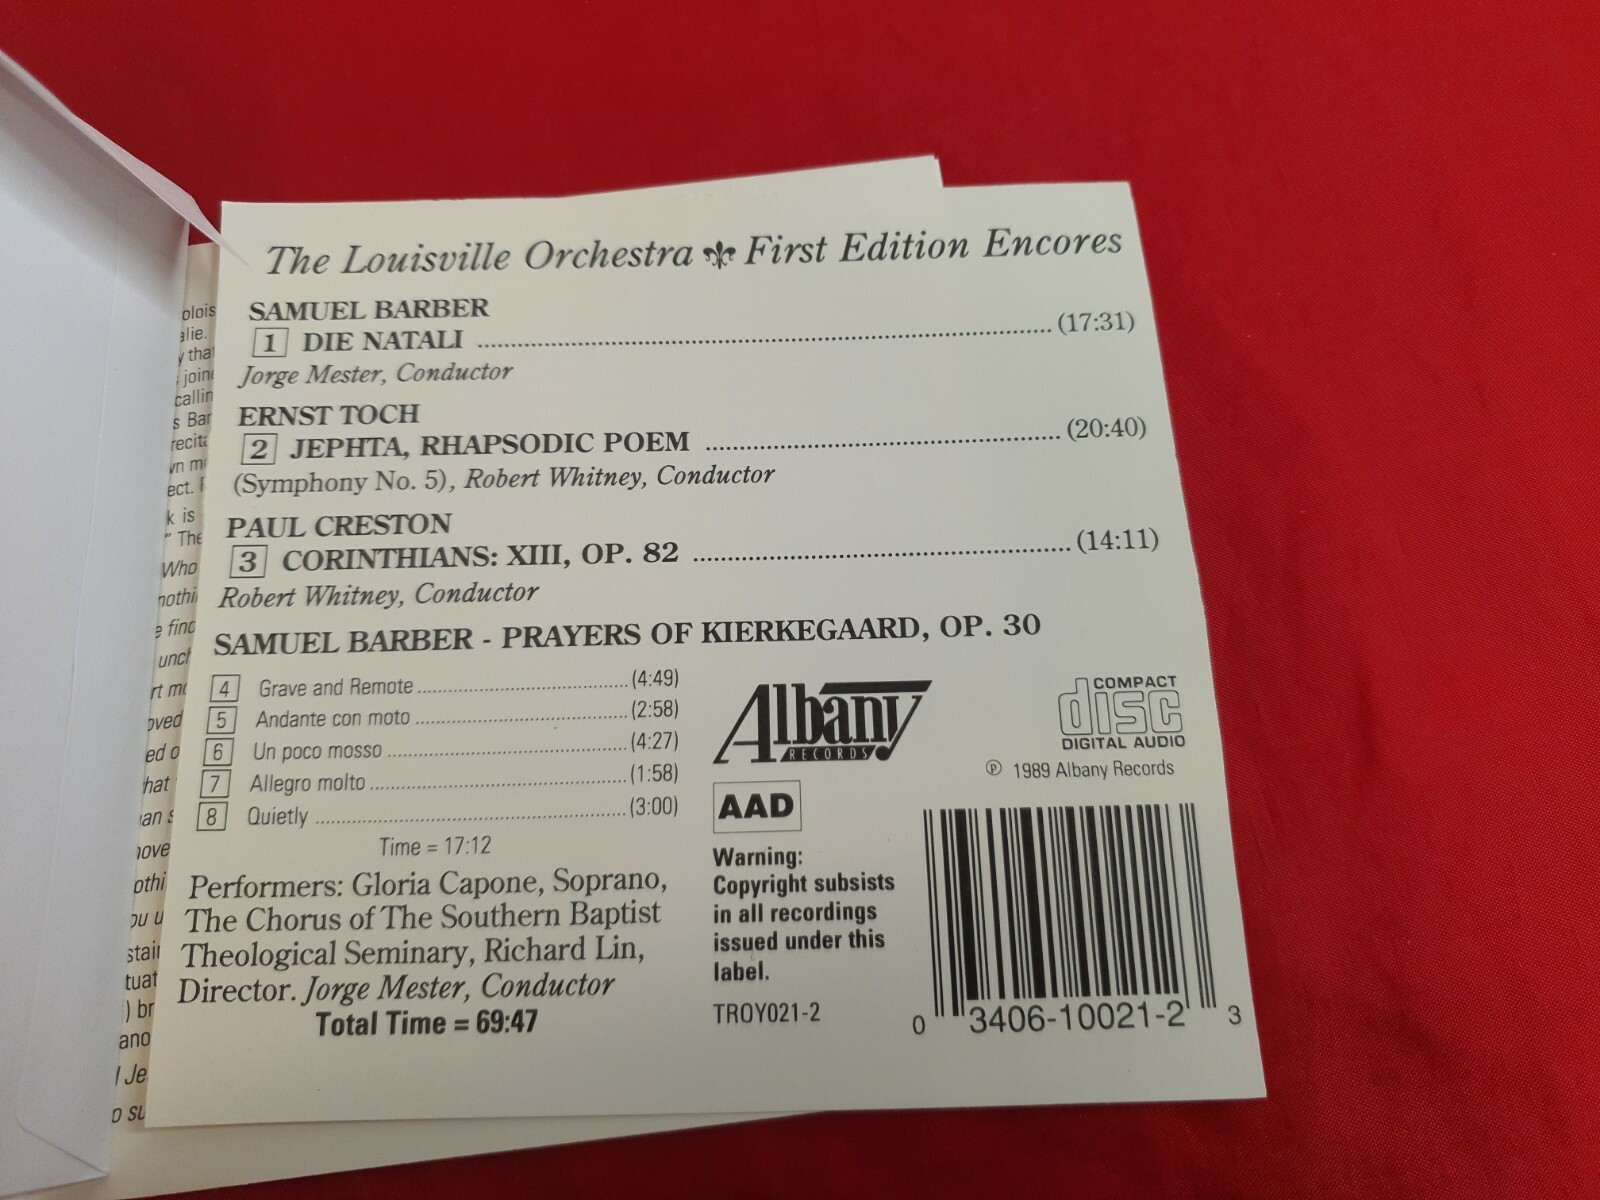 The Louisville Orchestra ⚜ First Edition Encores
SAMUEL BARBER
1 DIE NATALI ........ (17:31)
Jorge Mester, Conductor
ERNST TOCH
2 JEPHTA, RHAPSODIC POEM ........ (20:40)
(Symphony No. 5), Robert Whitney, Conductor
PAUL CRESTON
3 CORINTHIANS: XIII, OP. 82 ........ (14:11)
Robert Whitney, Conductor
SAMUEL BARBER - PRAYERS OF KIERKEGAARD, OP. 30
4 Grave and Remote ........ (4:49)
5 Andante con moto ........ (2:58)
6 Un poco mosso ........ (4:27)
7 Allegro molto ........ (1:58)
8 Quietly ........ (3:00)
Time = 17:12
Performers: Gloria Capone, Soprano,
The Chorus of The Southern Baptist
Theological Seminary, Richard Lin,
Director. Jorge Mester, Conductor
Total Time = 69:47
Albany
RECORDS
AAD
Warning:
Copyright subsists
in all recordings
issued under this
label.
TROY021-2
COMPACT
disc
DIGITAL AUDIO
℗ 1989 Albany Records
0 3406-10021-2 3